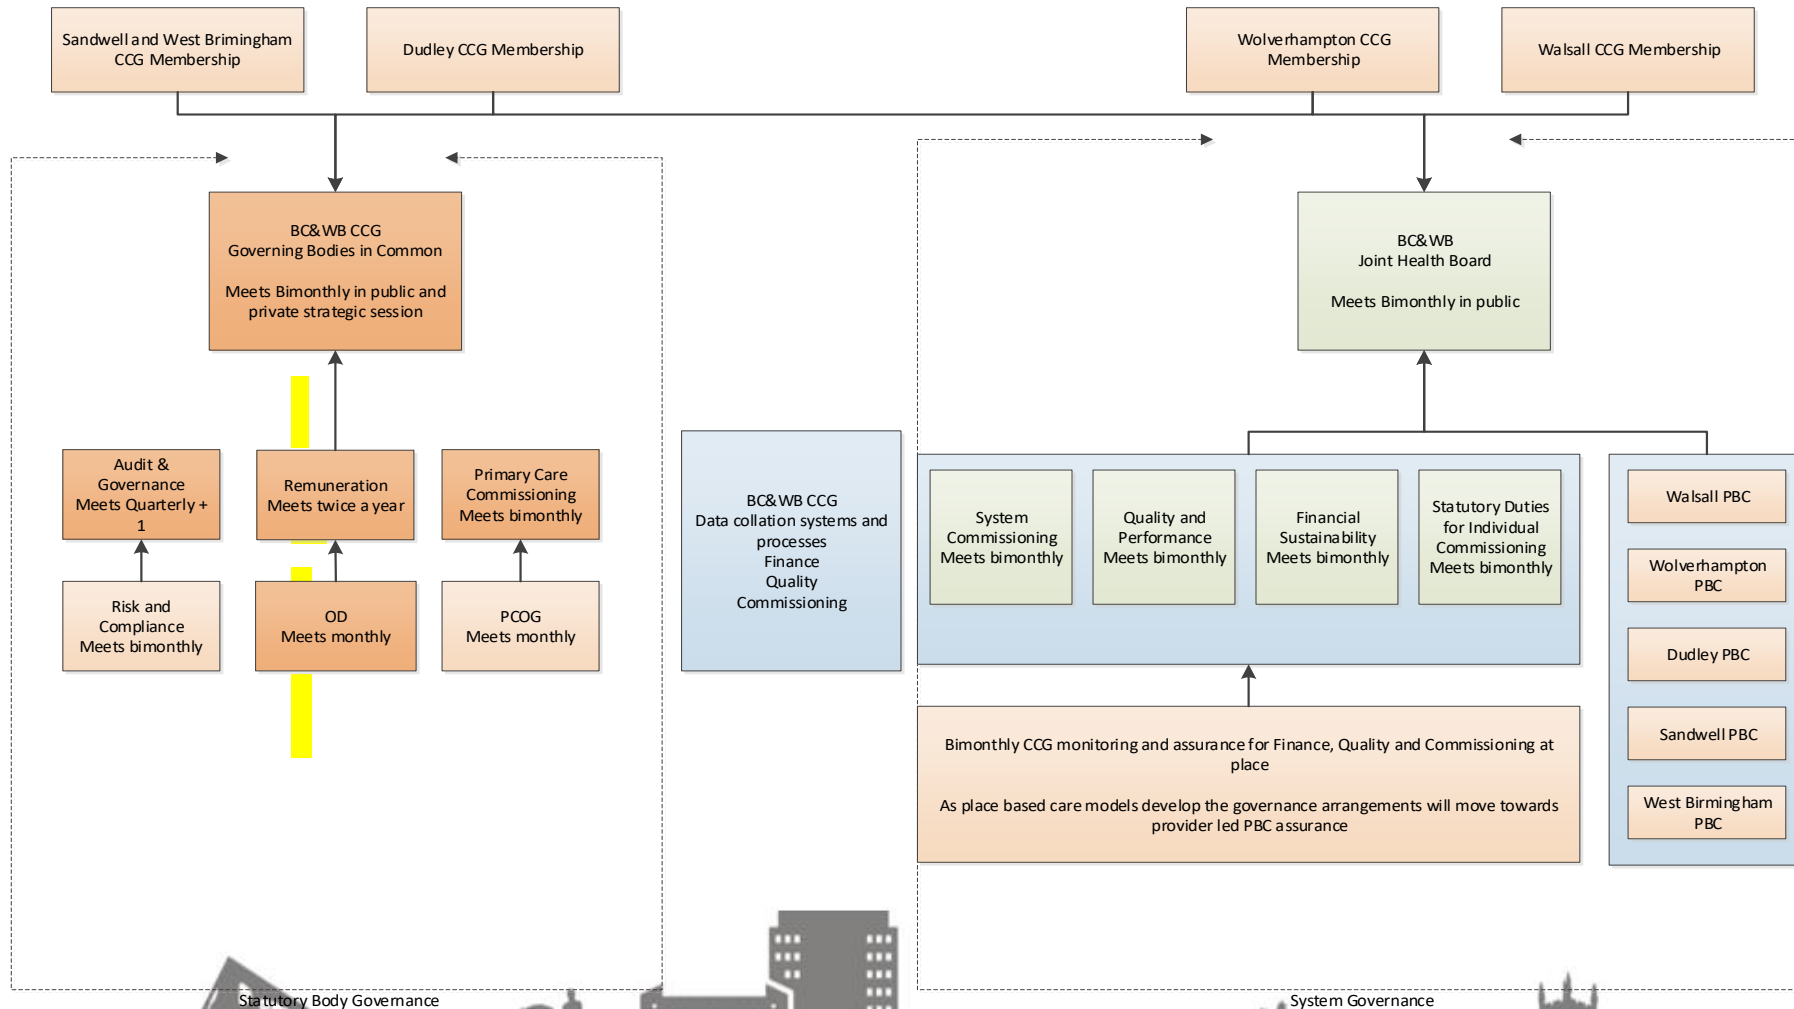 Sandwell and West Brimingham
CCG Membership
Dudley CCG Membership
Wolverhampton CCG
Membership
Walsall CCG Membership
BC&WB CCG
Governing Bodies in Common
Meets Bimonthly in public and
private strategic session
BC&WB
Joint Health Board
Meets Bimonthly in public
Audit &
Governance
Meets Quarterly +
1
Remuneration
Meets twice a year
Primary Care
Commissioning
Meets bimonthly
Risk and
Compliance
Meets bimonthly
OD
Meets monthly
PCOG
Meets monthly
BC&WB CCG
Data collation systems and
processes
Finance
Quality
Commissioning
System
Commissioning
Meets bimonthly
Quality and
Performance
Meets bimonthly
Financial
Sustainability
Meets bimonthly
Statutory Duties
for Individual
Commissioning
Meets bimonthly
Walsall PBC
Wolverhampton
PBC
Dudley PBC
Sandwell PBC
West Birmingham
PBC
Bimonthly CCG monitoring and assurance for Finance, Quality and Commissioning at
place
As place based care models develop the governance arrangements will move towards
provider led PBC assurance
Statutory Body Governance
System Governance